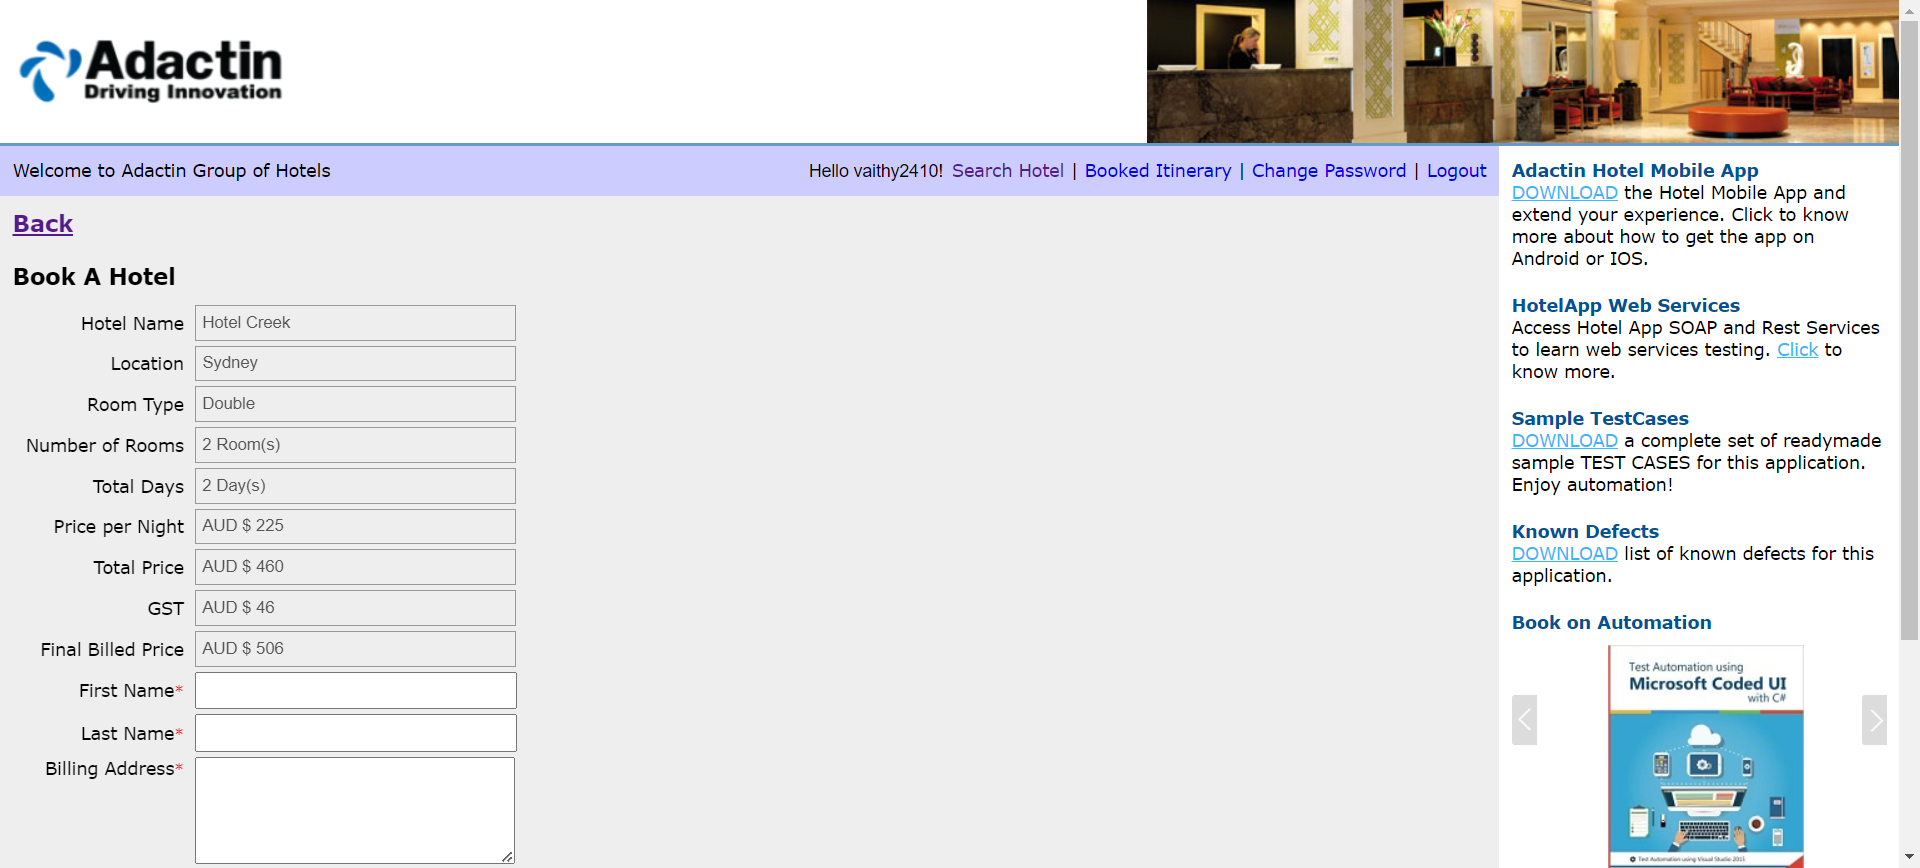 Adactin
Driving Innovation
Welcome to Adactin Group of Hotels
Hello vaithy2410! Search Hotel | Booked Itinerary | Change Password | Logout
Back
Book A Hotel
Hotel Name Hotel Creek
Location Sydney
Room Type Double
Number of Rooms 2 Room(s)
Total Days 2 Day(s)
Price per Night AUD $ 225
Total Price AUD $ 460
GST AUD $ 46
Final Billed Price AUD $ 506
First Name*
Last Name*
Billing Address*
Adactin Hotel Mobile App
DOWNLOAD the Hotel Mobile App and
extend your experience. Click to know
more about how to get the app on
Android or IOS.
HotelApp Web Services
Access Hotel App SOAP and Rest Services
to learn web services testing. Click to
know more.
Sample TestCases
DOWNLOAD a complete set of readymade
sample TEST CASES for this application.
Enjoy automation!
Known Defects
DOWNLOAD list of known defects for this
application.
Book on Automation
Test Automation using
Microsoft Coded UI
with C#
Test Automation using Visual Studio 2015